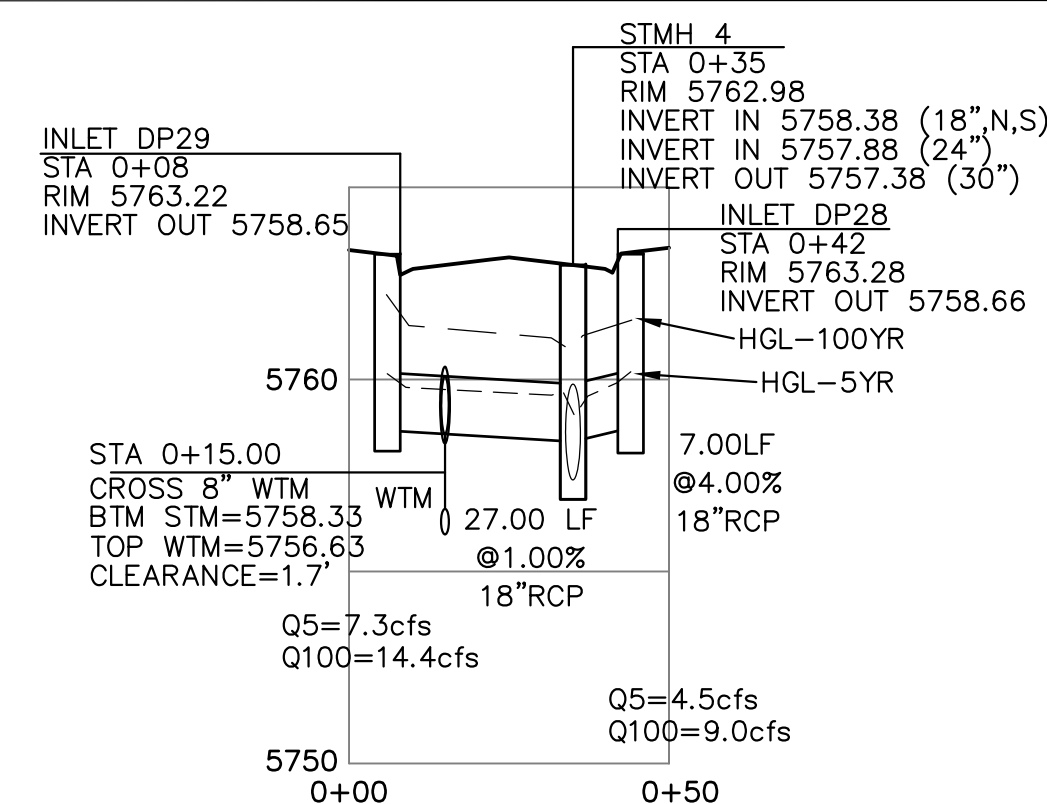 STMH 4
STA 0+35
RIM 5762.98
INVERT IN 5758.38 (18",N,S)
INVERT IN 5757.88 (24")
INVERT OUT 5757.38 (30")
INLET DP29
STA 0+08
RIM 5763.22
INVERT OUT 5758.65
INLET DP28
STA 0+42
RIM 5763.28
INVERT OUT 5758.66
HGL-100YR
5760
HGL-5YR
STA 0+15.00
CROSS 8" WTM
BTM STM=5758.33
TOP WTM=5756.63
CLEARANCE=1.7'
WTM
27.00 LF
@1.00%
18"RCP
7.00LF
@4.00%
18"RCP
Q5=7.3cfs
Q100=14.4cfs
Q5=4.5cfs
Q100=9.0cfs
5750
0+00
0+50